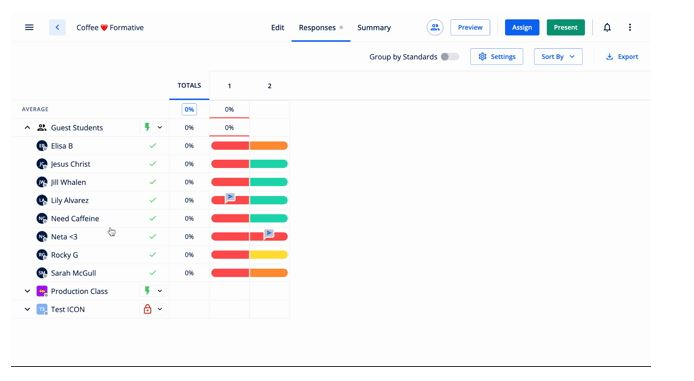 Coffee ❤️ Formative
Edit Responses Summary
Preview Assign Present
Group by Standards Settings Sort By Export
TOTALS 1 2
AVERAGE 0% 0%
Guest Students 0% 0%
Elisa B 0%
Jesus Christ 0%
Jill Whalen 0%
Lily Alvarez 0%
Need Caffeine 0%
Neta <3 0%
Rocky G 0%
Sarah McGull 0%
Production Class
Test ICON